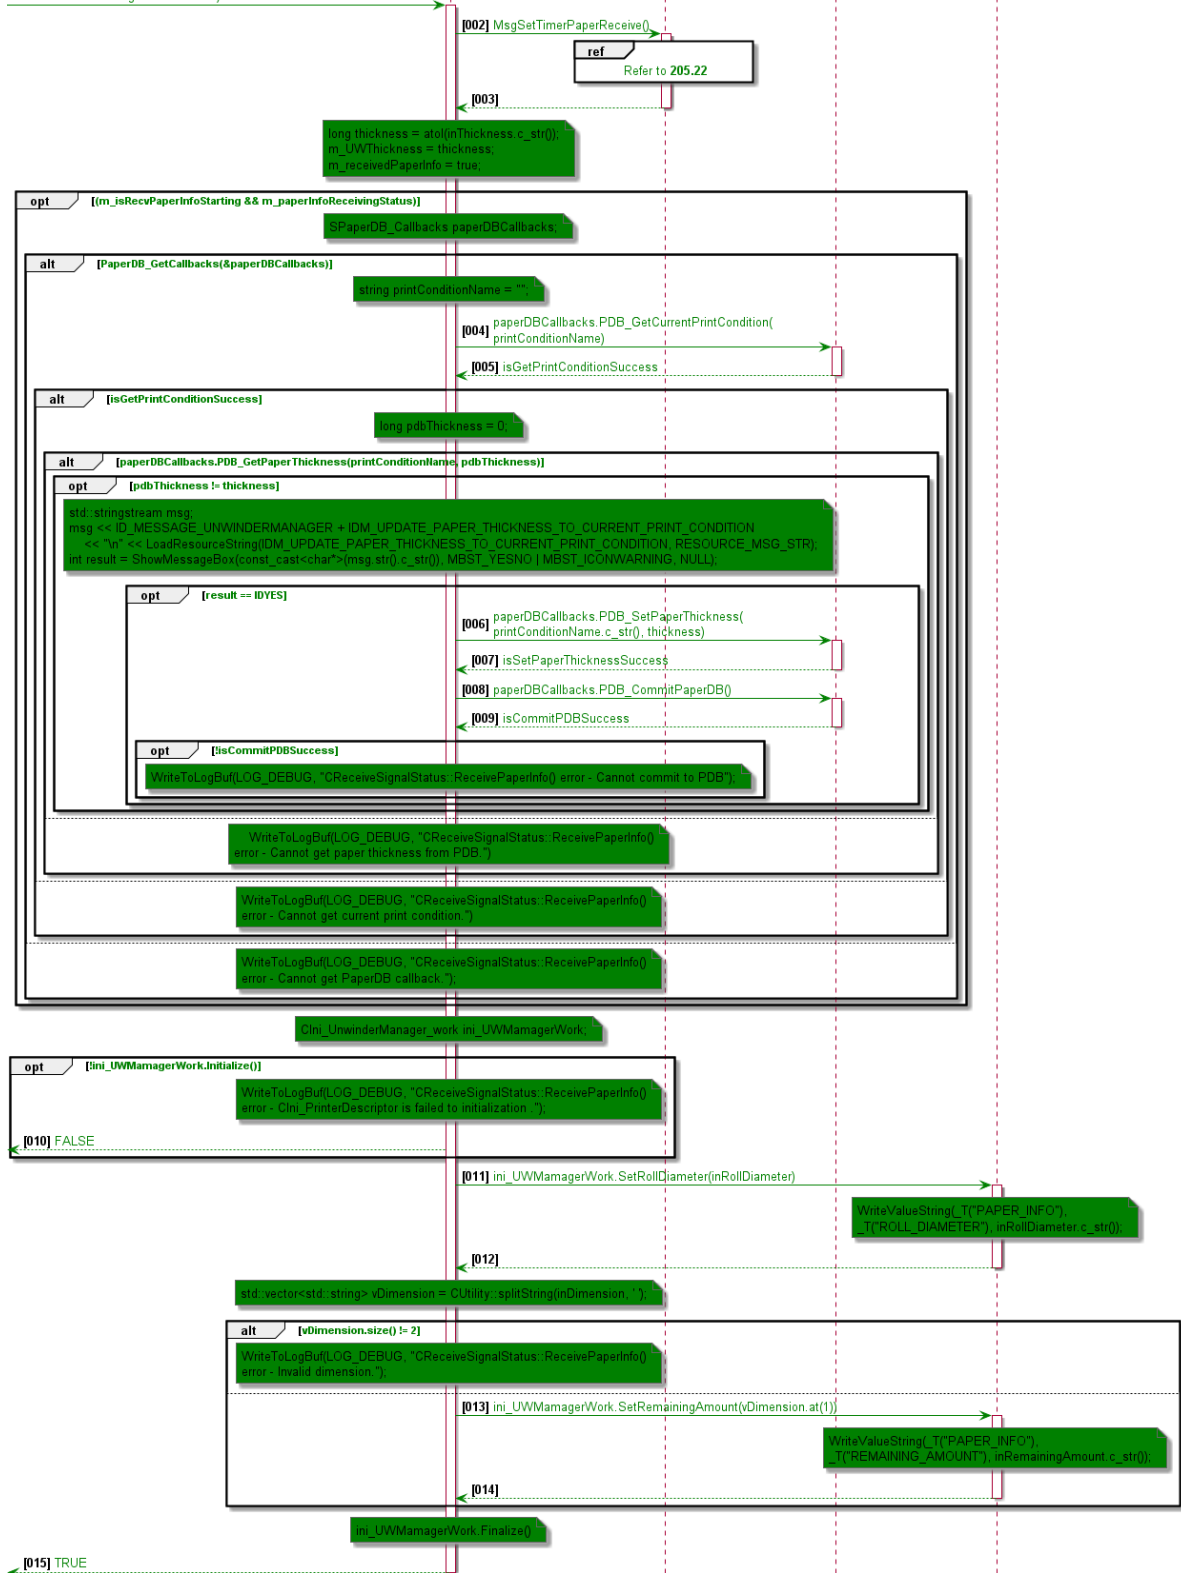 [002] MsgSetTimerPaperReceive()
ref
Refer to 205.22
[003]
long thickness = atol(inThickness.c_str());
m_UWThickness = thickness;
m_receivedPaperInfo = true;
opt [(m_isRecvPaperInfoStarting && m_paperInfoReceivingStatus)]
SPaperDB_Callbacks paperDBCallbacks;
alt [PaperDB_GetCallbacks(&paperDBCallbacks)]
string printConditionName = "";
[004] paperDBCallbacks.PDB_GetCurrentPrintCondition(
printConditionName)
[005] isGetPrintConditionSuccess
alt [isGetPrintConditionSuccess]
long pdbThickness = 0;
alt [paperDBCallbacks.PDB_GetPaperThickness(printConditionName, pdbThickness)]
opt [pdbThickness != thickness]
std::stringstream msg;
msg << ID_MESSAGE_UNWINDERMANAGER + IDM_UPDATE_PAPER_THICKNESS_TO_CURRENT_PRINT_CONDITION
<< "\n" << LoadResourceString(IDM_UPDATE_PAPER_THICKNESS_TO_CURRENT_PRINT_CONDITION, RESOURCE_MSG_STR);
int result = ShowMessageBox(const_cast<char*>(msg.str().c_str()), MBST_YESNO | MBST_ICONWARNING, NULL);
opt [result == IDYES]
[006] paperDBCallbacks.PDB_SetPaperThickness(
printConditionName.c_str(), thickness)
[007] isSetPaperThicknessSuccess
[008] paperDBCallbacks.PDB_CommitPaperDB()
[009] isCommitPDBSuccess
opt [!isCommitPDBSuccess]
WriteToLogBuf(LOG_DEBUG, "CReceiveSignalStatus::ReceivePaperInfo() error - Cannot commit to PDB");
WriteToLogBuf(LOG_DEBUG, "CReceiveSignalStatus::ReceivePaperInfo()
error - Cannot get paper thickness from PDB.")
WriteToLogBuf(LOG_DEBUG, "CReceiveSignalStatus::ReceivePaperInfo()
error - Cannot get current print condition.")
WriteToLogBuf(LOG_DEBUG, "CReceiveSignalStatus::ReceivePaperInfo()
error - Cannot get PaperDB callback.");
CIni_UnwinderManager_work ini_UWMamagerWork;
opt [!ini_UWMamagerWork.Initialize()]
WriteToLogBuf(LOG_DEBUG, "CReceiveSignalStatus::ReceivePaperInfo()
error - CIni_PrinterDescriptor is failed to initialization .");
[010] FALSE
[011] ini_UWMamagerWork.SetRollDiameter(inRollDiameter)
WriteValueString(_T("PAPER_INFO"),
_T("ROLL_DIAMETER"), inRollDiameter.c_str());
[012]
std::vector<std::string> vDimension = CUtility::splitString(inDimension, ' ');
alt [vDimension.size() != 2]
WriteToLogBuf(LOG_DEBUG, "CReceiveSignalStatus::ReceivePaperInfo()
error - Invalid dimension.");
[013] ini_UWMamagerWork.SetRemainingAmount(vDimension.at(1))
WriteValueString(_T("PAPER_INFO"),
_T("REMAINING_AMOUNT"), inRemainingAmount.c_str());
[014]
ini_UWMamagerWork.Finalize()
[015] TRUE